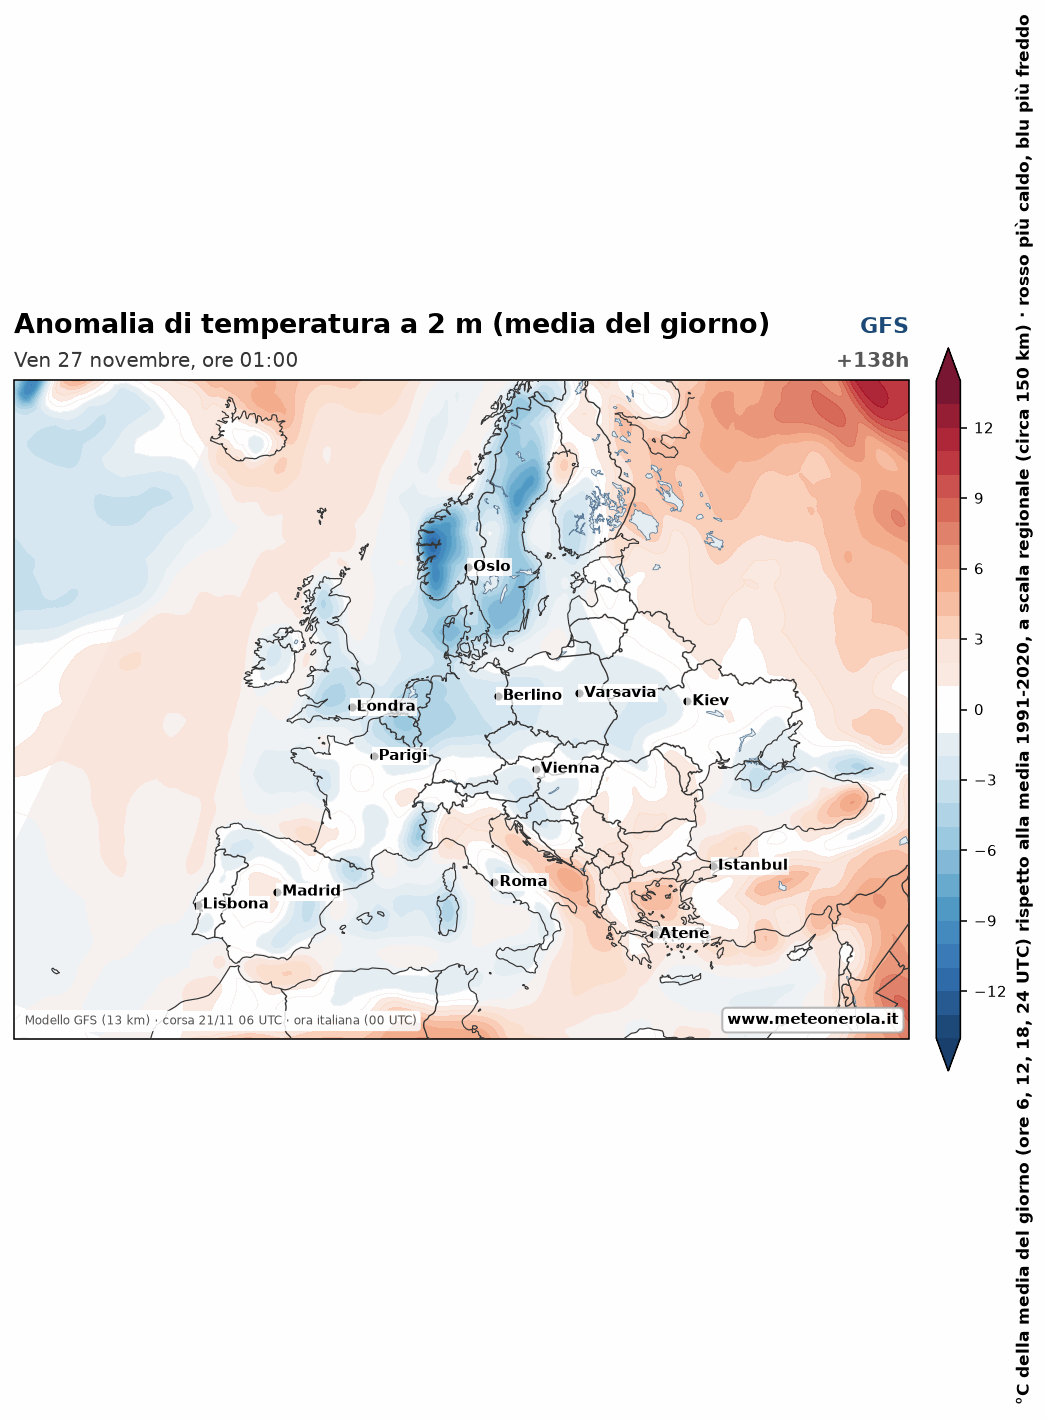 Anomalia di temperatura a 2 m (media del giorno)
GFS
Ven 27 novembre, ore 01:00
+138h
Oslo
Londra
Berlino
Varsavia
Kiev
Parigi
Vienna
Madrid
Lisbona
Roma
Istanbul
Atene
Modello GFS (13 km) · corsa 21/11 06 UTC · ora italiana (00 UTC)
www.meteonerola.it
12
9
6
3
0
−3
−6
−9
−12
°C della media del giorno (ore 6, 12, 18, 24 UTC) rispetto alla media 1991-2020, a scala regionale (circa 150 km) · rosso più caldo, blu più freddo